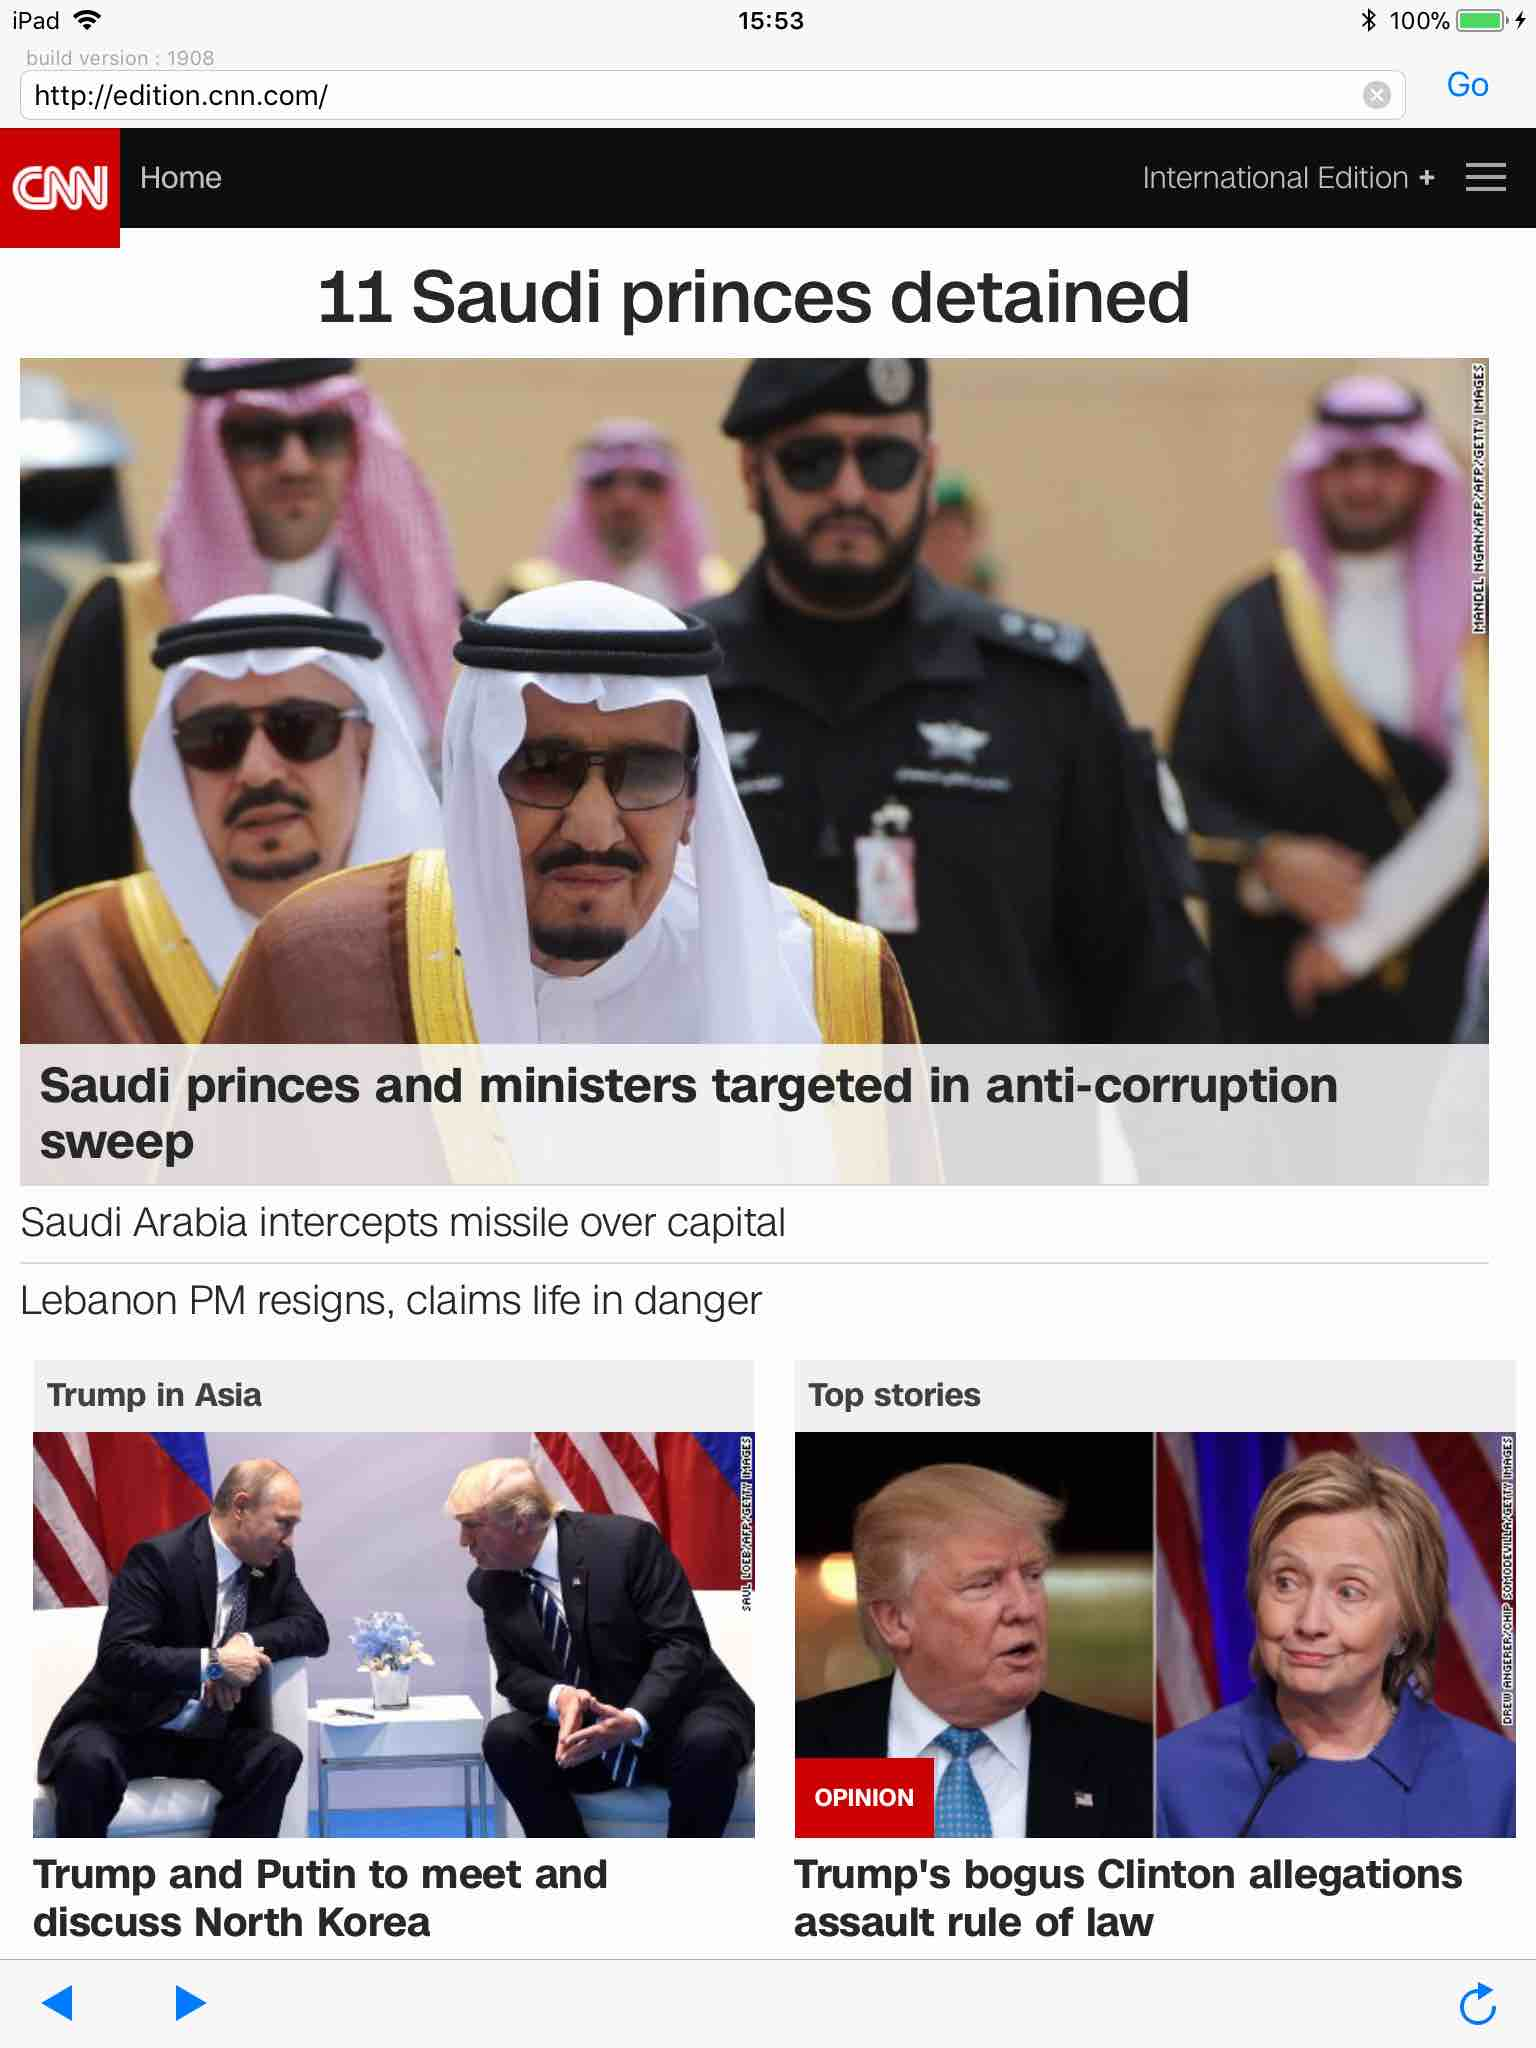 iPad 15:53 100%
build version : 1908
http://edition.cnn.com/ Go
CNN Home International Edition +
11 Saudi princes detained
MANDEL NGAN/AFP/AFP/GETTY IMAGES
Saudi princes and ministers targeted in anti-corruption
sweep
Saudi Arabia intercepts missile over capital
Lebanon PM resigns, claims life in danger
Trump in Asia
SAUL LOEB/AFP/GETTY IMAGES
Trump and Putin to meet and
discuss North Korea
Top stories
DREW ANGERER/CHIP SOMODEVILLA/GETTY IMAGES
OPINION
Trump's bogus Clinton allegations
assault rule of law